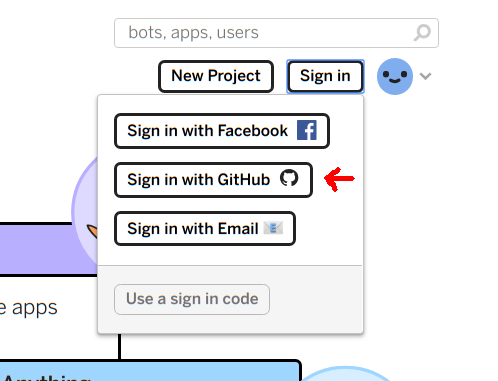 bots, apps, users
New Project
Sign in
Sign in with Facebook
Sign in with GitHub
Sign in with Email
Use a sign in code
e apps
Anything